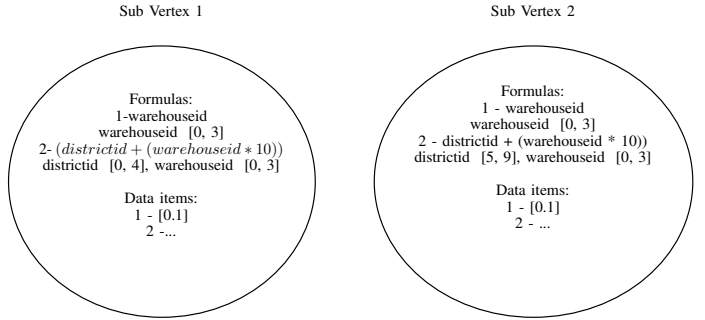 Sub Vertex 1
Formulas:
1-warehouseid
warehouseid [0, 3]
2- (districtid + (warehouseid * 10))
districtid [0, 4], warehouseid [0, 3]
Data items:
1 - [0.1]
2 -...
Sub Vertex 2
Formulas:
1 - warehouseid
warehouseid [0, 3]
2 - districtid + (warehouseid * 10))
districtid [5, 9], warehouseid [0, 3]
Data items:
1 - [0.1]
2 - ...